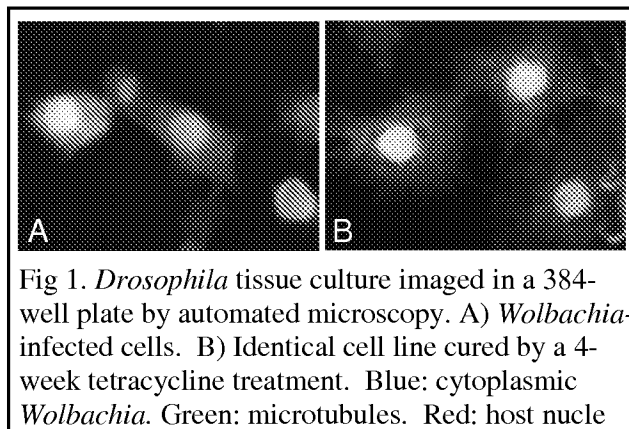 A
B
Fig 1. Drosophila tissue culture imaged in a 384-
well plate by automated microscopy. A) Wolbachia-
infected cells.  B) Identical cell line cured by a 4-
week tetracycline treatment.  Blue: cytoplasmic
Wolbachia. Green: microtubules.  Red: host nucle